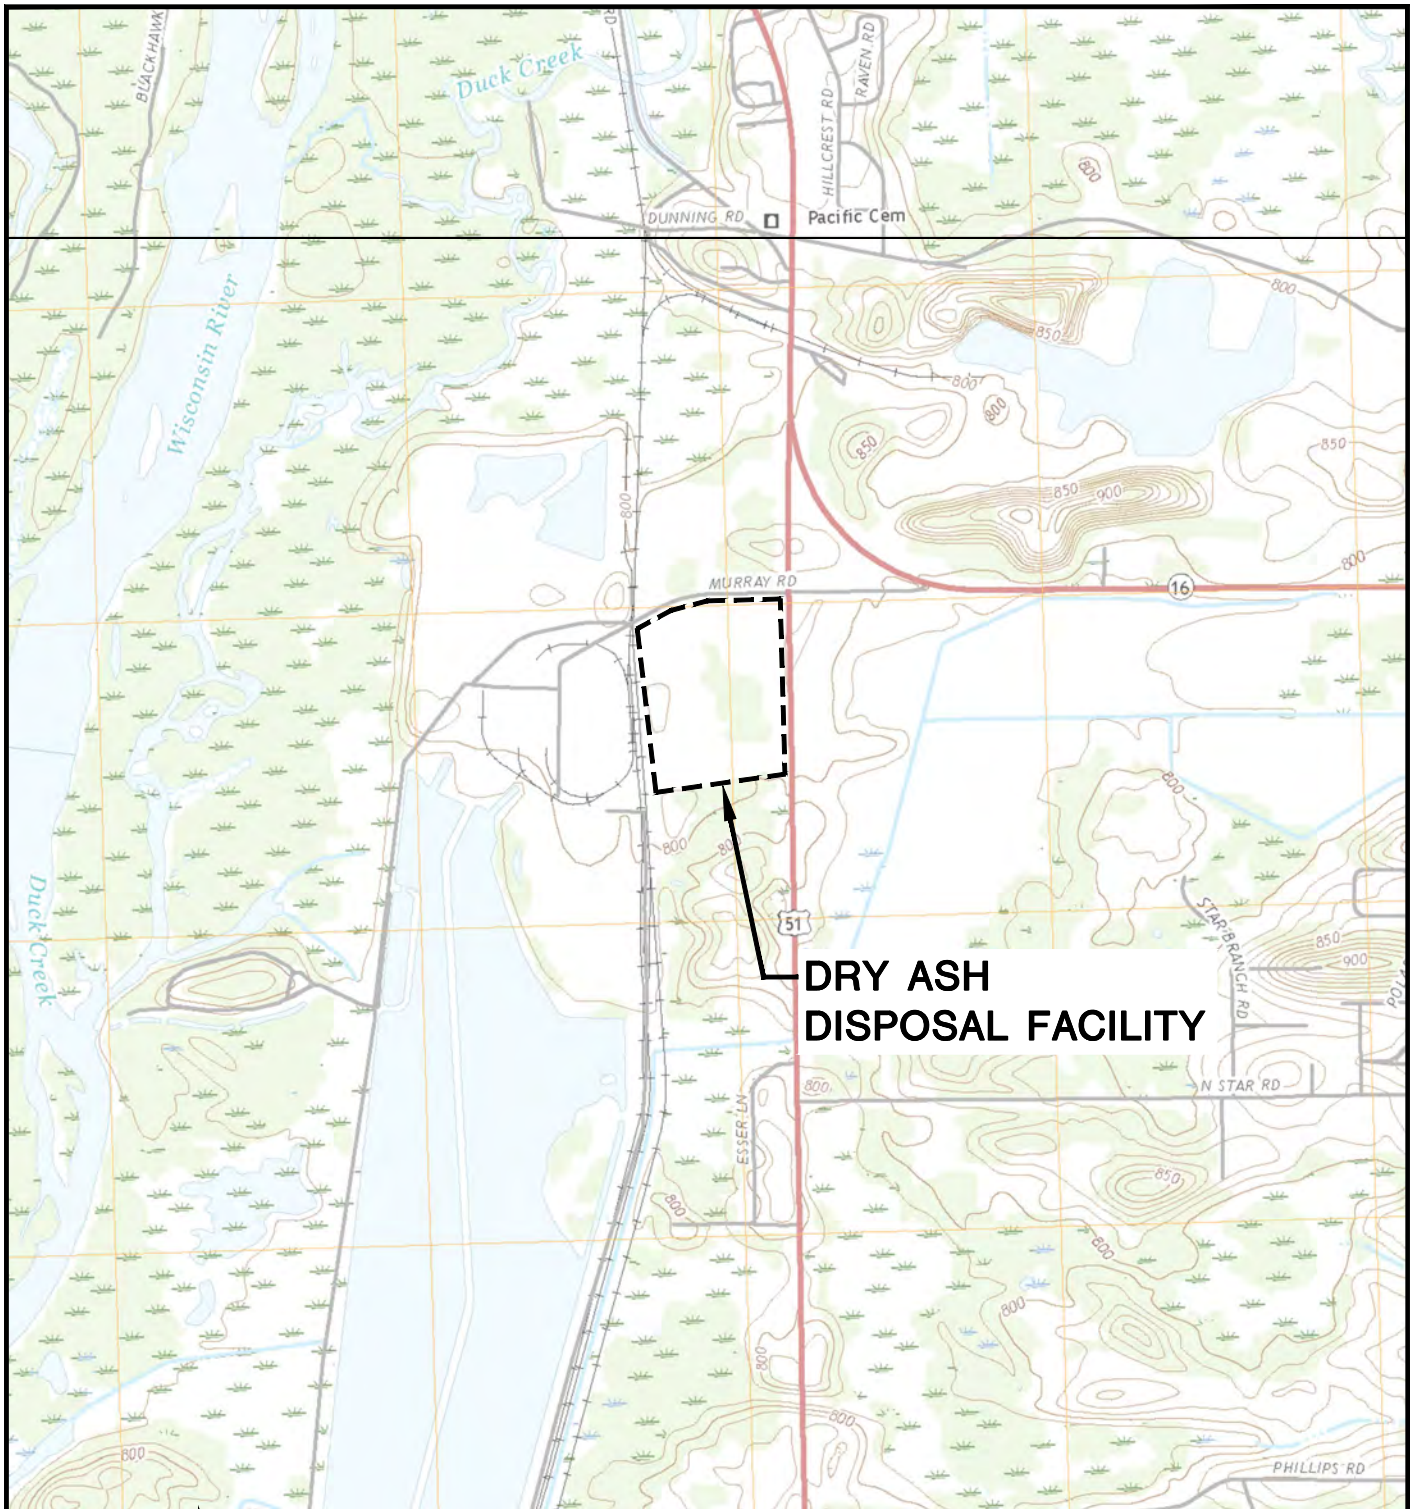 BLACKHAWK
Duck Creek
RD
HILLCREST RD
RAVEN RD
800
DUNNING RD
Pacific Cem
Wisconsin River
800
850
800
800
850
850
800
850
900
MURRAY RD
16
800
800
800
Duck Creek
51
STAR BRANCH RD
850
900
DRY ASH
DISPOSAL FACILITY
800
N STAR RD
ESSER LN
850
800
800
800
800
800
800
PHILLIPS RD